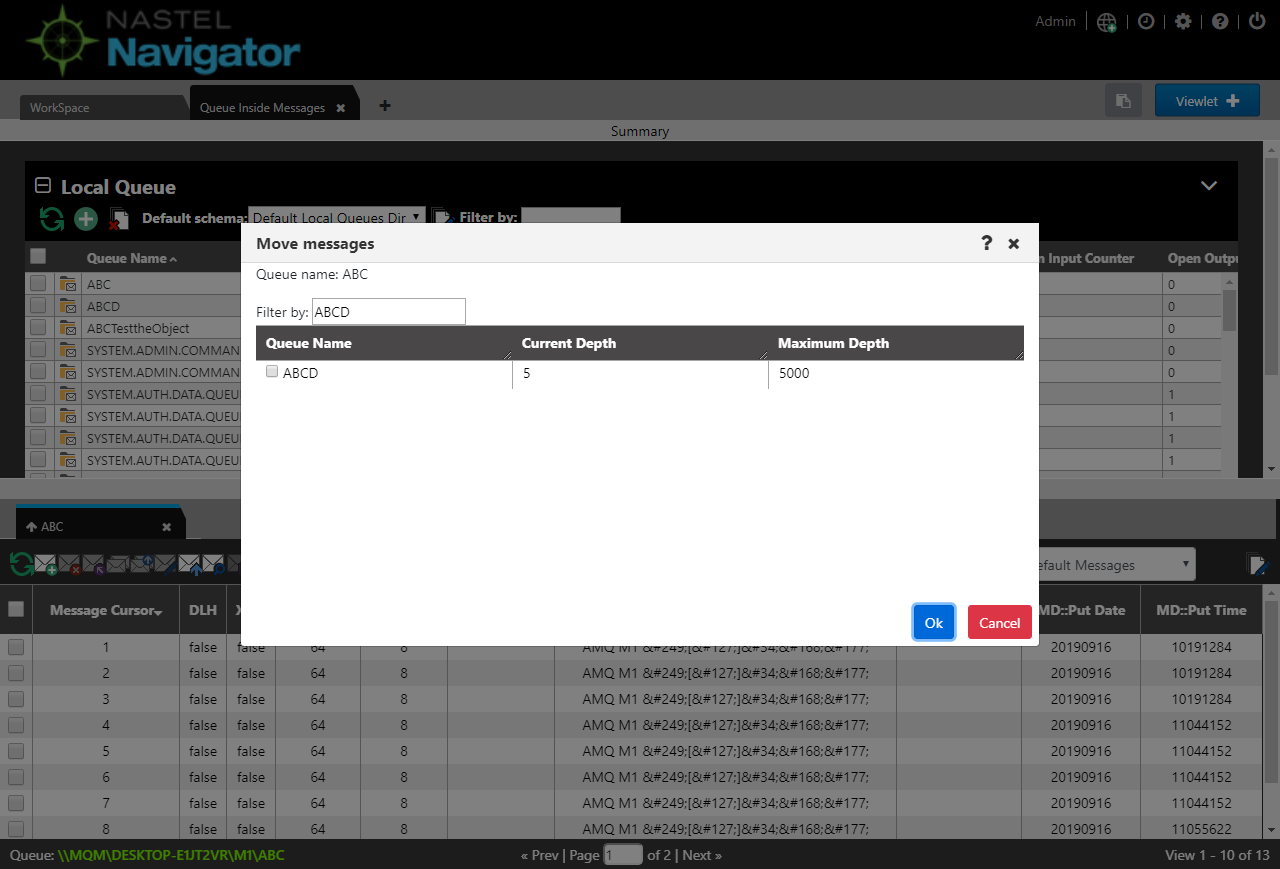 NASTEL
Navigator
Admin
WorkSpace
Queue Inside Messages
Viewlet
Summary
Local Queue
Default schema: Default Local Queues Dir Filter by:
Queue Name Input Counter Open Outpu
ABC 0
ABCD 0
ABCTesttheObject 0
SYSTEM.ADMIN.COMMAN 0
SYSTEM.ADMIN.COMMAN 0
SYSTEM.AUTH.DATA.QUEU 1
SYSTEM.AUTH.DATA.QUEU 1
SYSTEM.AUTH.DATA.QUEU 1
SYSTEM.AUTH.DATA.QUEU 1
Move messages
Queue name: ABC
Filter by: ABCD
Queue Name Current Depth Maximum Depth
ABCD 5 5000
Ok Cancel
ABC
efault Messages
Message Cursor DLH X MD::Put Date MD::Put Time
1 false false 64 8 AMQ M1 &#249;[&#127;]&#34;&#168;&#177; 20190916 10191284
2 false false 64 8 AMQ M1 &#249;[&#127;]&#34;&#168;&#177; 20190916 10191284
3 false false 64 8 AMQ M1 &#249;[&#127;]&#34;&#168;&#177; 20190916 10191284
4 false false 64 8 AMQ M1 &#249;[&#127;]&#34;&#168;&#177; 20190916 11044152
5 false false 64 8 AMQ M1 &#249;[&#127;]&#34;&#168;&#177; 20190916 11044152
6 false false 64 8 AMQ M1 &#249;[&#127;]&#34;&#168;&#177; 20190916 11044152
7 false false 64 8 AMQ M1 &#249;[&#127;]&#34;&#168;&#177; 20190916 11044152
8 false false 64 8 AMQ M1 &#249;[&#127;]&#34;&#168;&#177; 20190916 11055622
Queue: \\MQM\DESKTOP-E1JT2VR\M1\ABC « Prev | Page 1 of 2 | Next » View 1 - 10 of 13